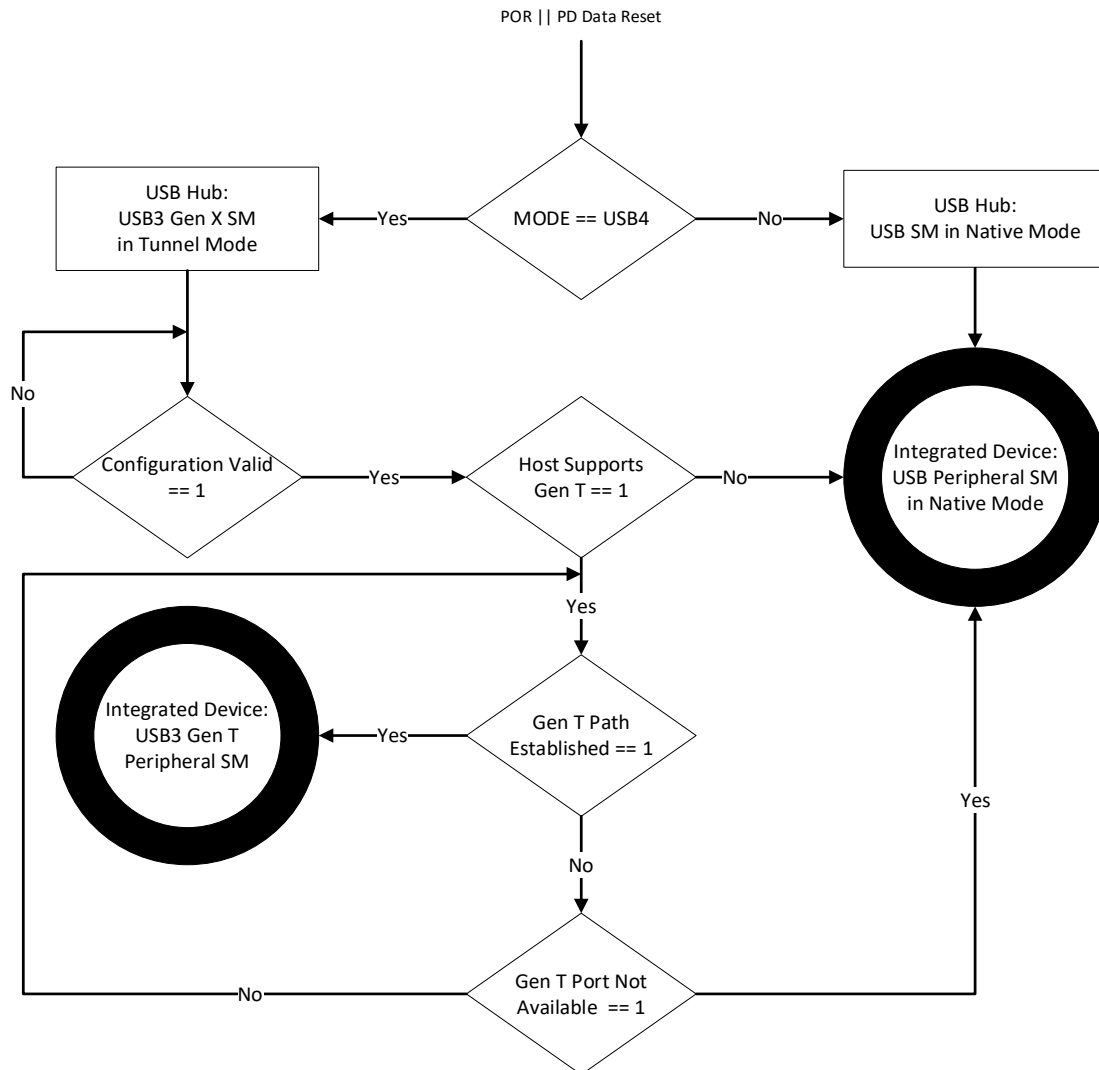 POR || PD Data Reset
USB Hub:
USB3 Gen X SM
in Tunnel Mode
Yes
MODE == USB4
No
USB Hub:
USB SM in Native Mode
No
Configuration Valid
== 1
Yes
Host Supports
Gen T == 1
No
Integrated Device:
USB Peripheral SM
in Native Mode
Yes
Integrated Device:
USB3 Gen T
Peripheral SM
Yes
Gen T Path
Established == 1
Yes
No
No
Gen T Port Not
Available == 1